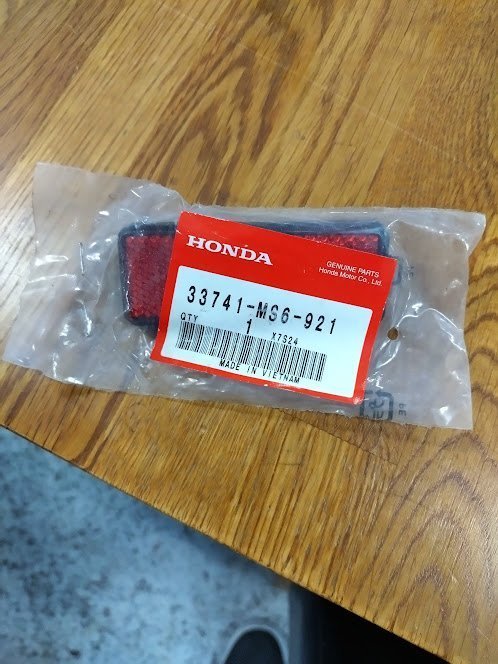 HONDA
GENUINE PARTS
Honda Motor Co., Ltd.
33741-MS6-921
QTY 1 X7S24
MADE IN VIETNAM